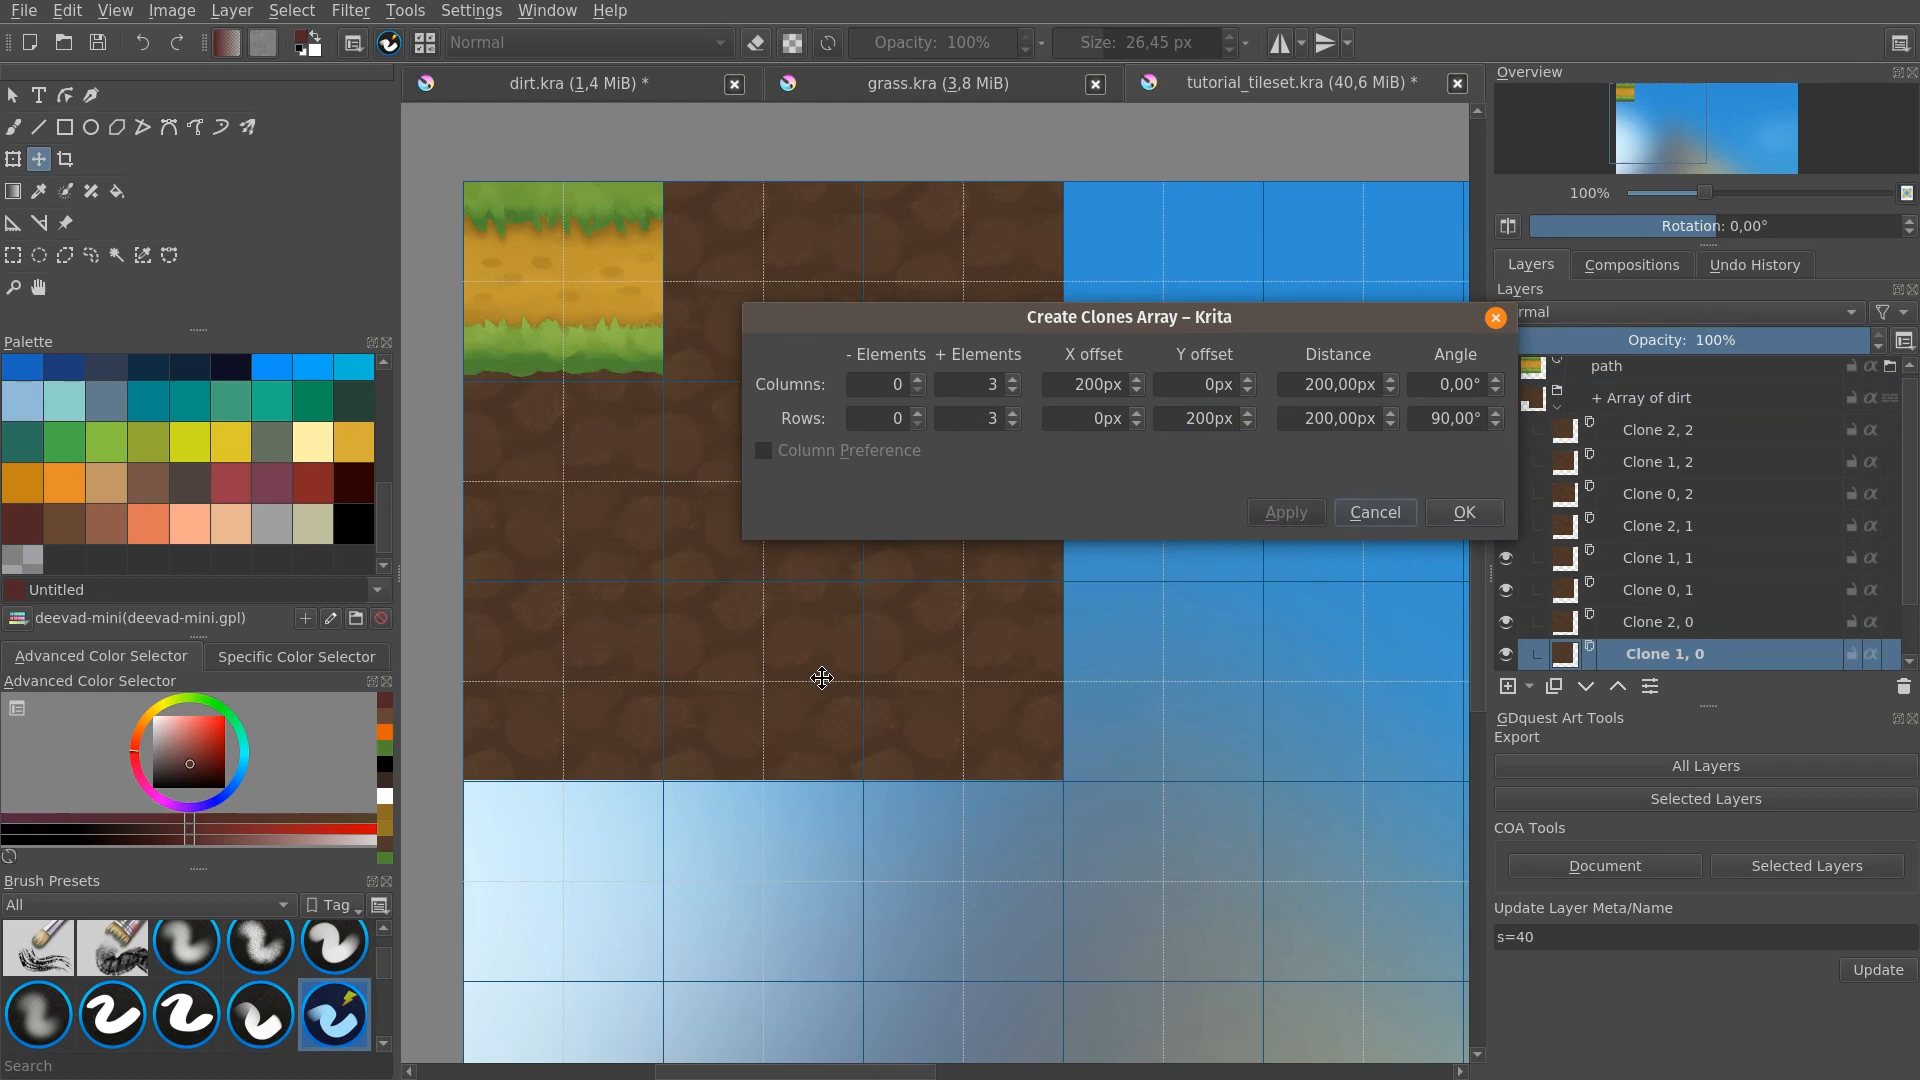 File Edit View Image Layer Select Filter Tools Settings Window Help
Normal
Opacity: 100%
Size: 26,45 px
dirt.kra (1,4 MiB) *
grass.kra (3,8 MiB)
tutorial_tileset.kra (40,6 MiB) *
Overview
100%
Rotation: 0,00°
Layers
Compositions
Undo History
Layers
rmal
Opacity: 100%
path
+ Array of dirt
Clone 2, 2
Clone 1, 2
Clone 0, 2
Clone 2, 1
Clone 1, 1
Clone 0, 1
Clone 2, 0
Clone 1, 0
Create Clones Array – Krita
- Elements + Elements X offset Y offset Distance Angle
Columns: 0 3 200px 0px 200,00px 0,00°
Rows: 0 3 0px 200px 200,00px 90,00°
Column Preference
Apply Cancel OK
Palette
Untitled
deevad-mini(deevad-mini.gpl)
Advanced Color Selector
Specific Color Selector
Advanced Color Selector
Brush Presets
All
Tag
Search
GDquest Art Tools
Export
All Layers
Selected Layers
COA Tools
Document
Selected Layers
Update Layer Meta/Name
s=40
Update